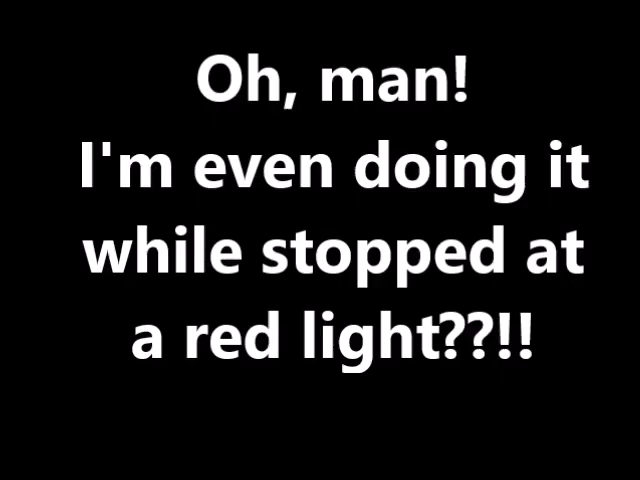 Oh, man!
I'm even doing it
while stopped at
a red light??!!